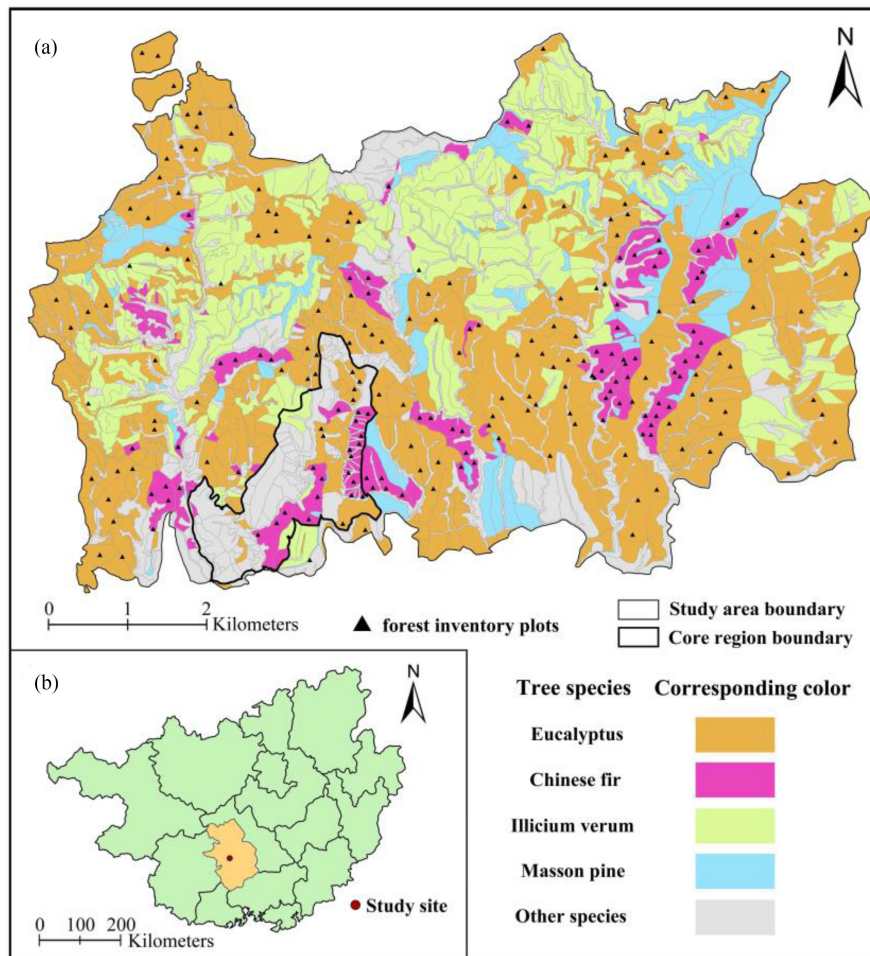 (a)
N
0 1 2
Kilometers
forest inventory plots
Study area boundary
Core region boundary
(b)
N
Study site
0 100 200
Kilometers
Tree species Corresponding color
Eucalyptus
Chinese fir
Illicium verum
Masson pine
Other species